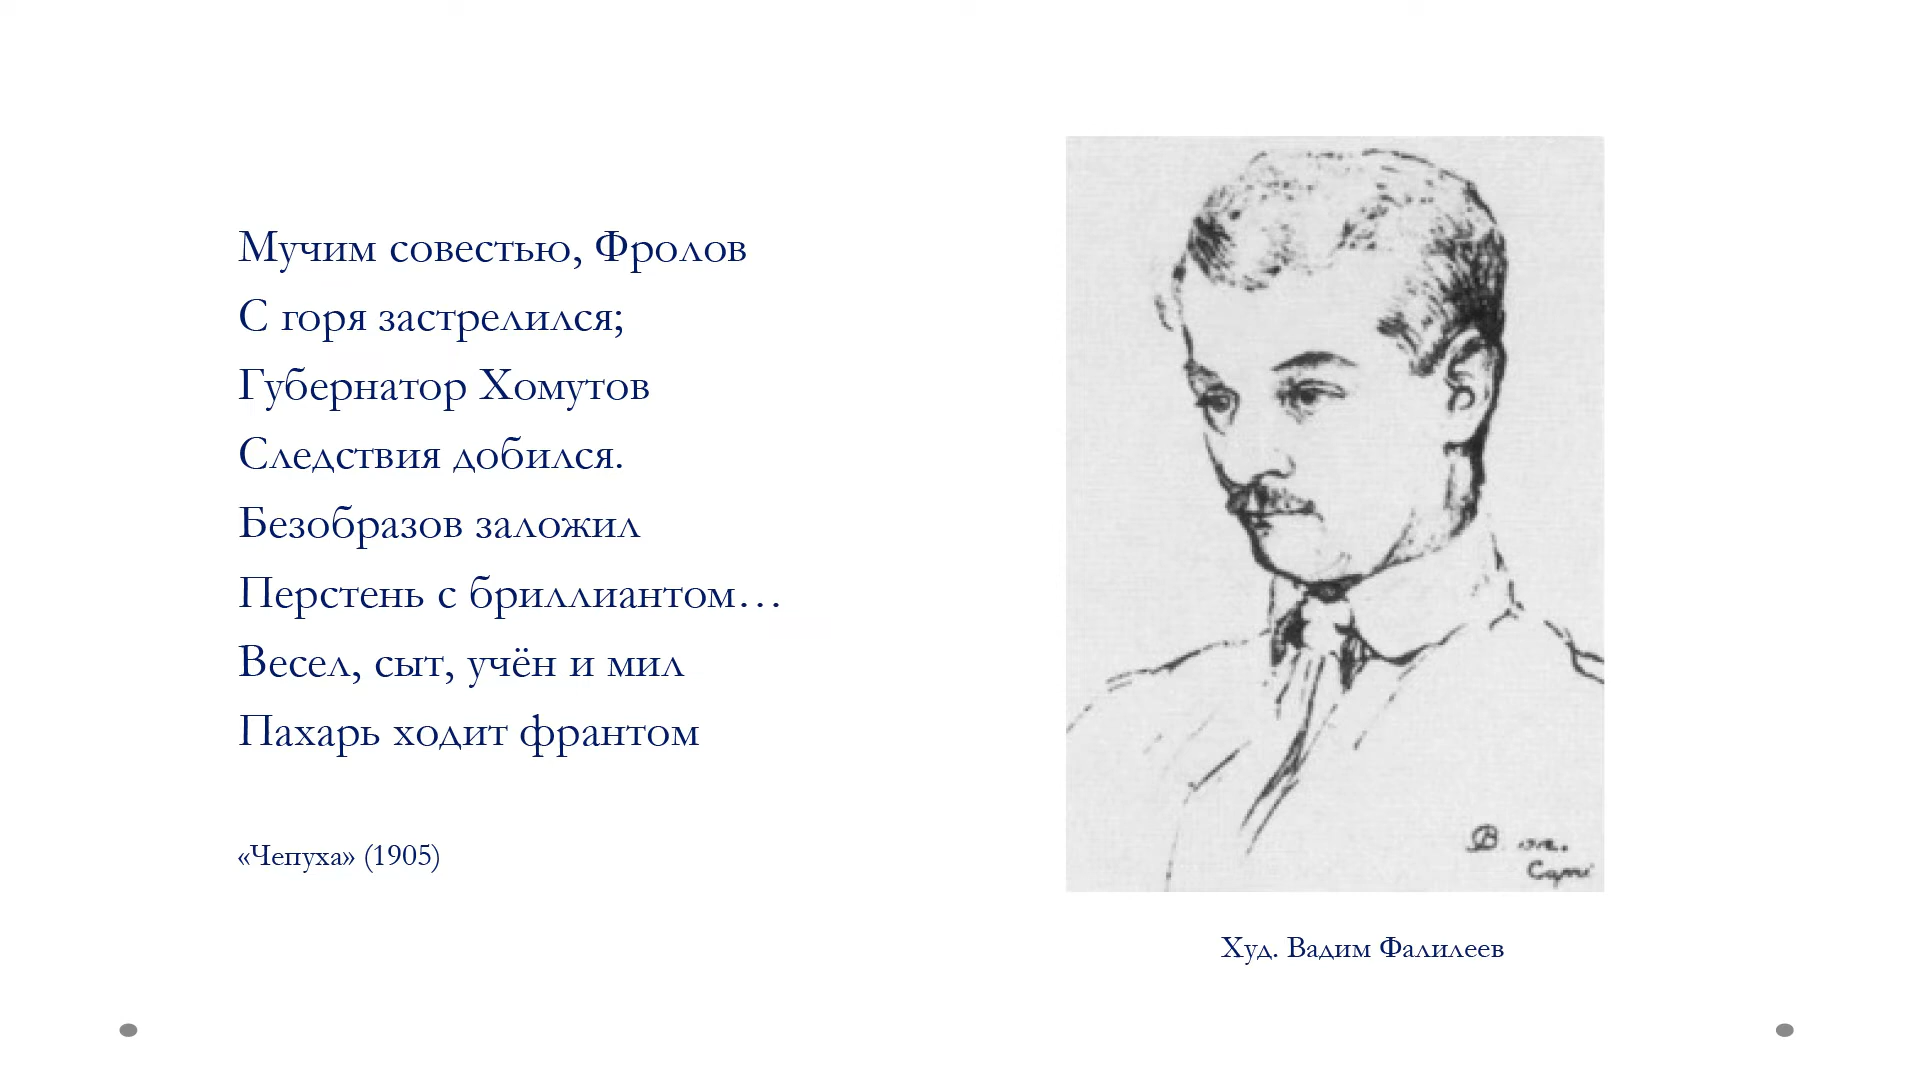 Мучим совестью, Фролов
С горя застрелился;
Губернатор Хомутов
Следствия добился.
Безобразов заложил
Перстень с бриллиантом…
Весел, сыт, учён и мил
Пахарь ходит франтом
«Чепуха» (1905)
Capri
Худ. Вадим Фалилеев